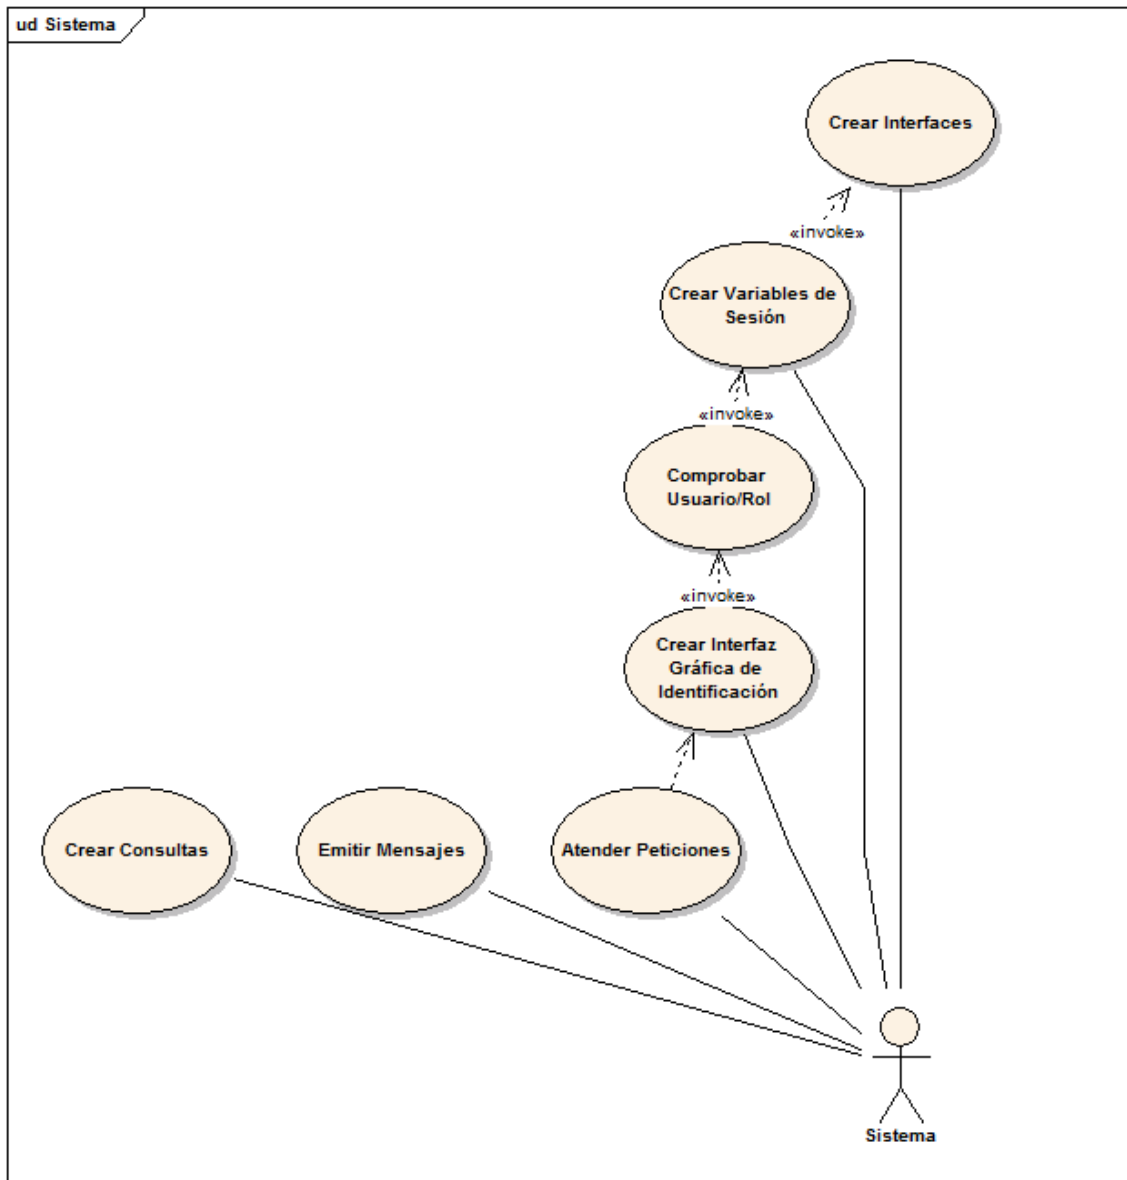 ud Sistema
Crear Interfaces
«invoke»
Crear Variables de
Sesión
«invoke»
Comprobar
Usuario/Rol
«invoke»
Crear Interfaz
Gráfica de
Identificación
Crear Consultas
Emitir Mensajes
Atender Peticiones
Sistema